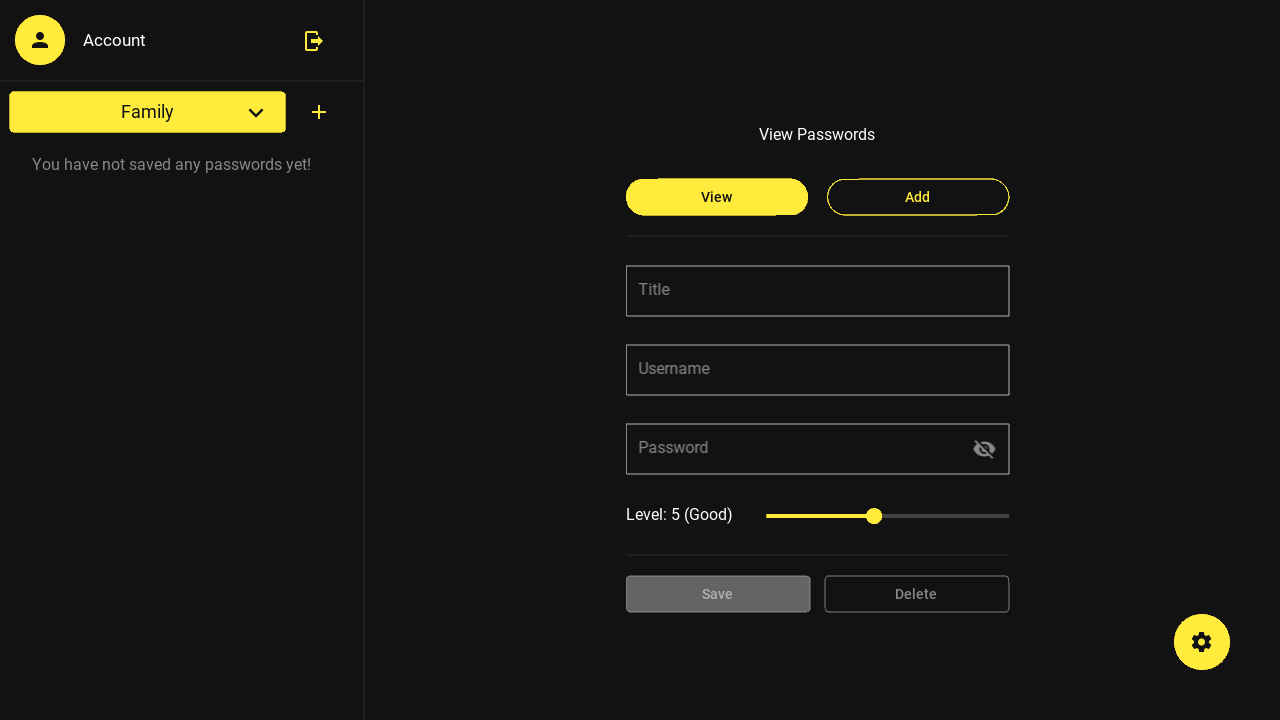 Account
Family
You have not saved any passwords yet!
View Passwords
View
Add
Title
Username
Password
Level: 5 (Good)
Save
Delete